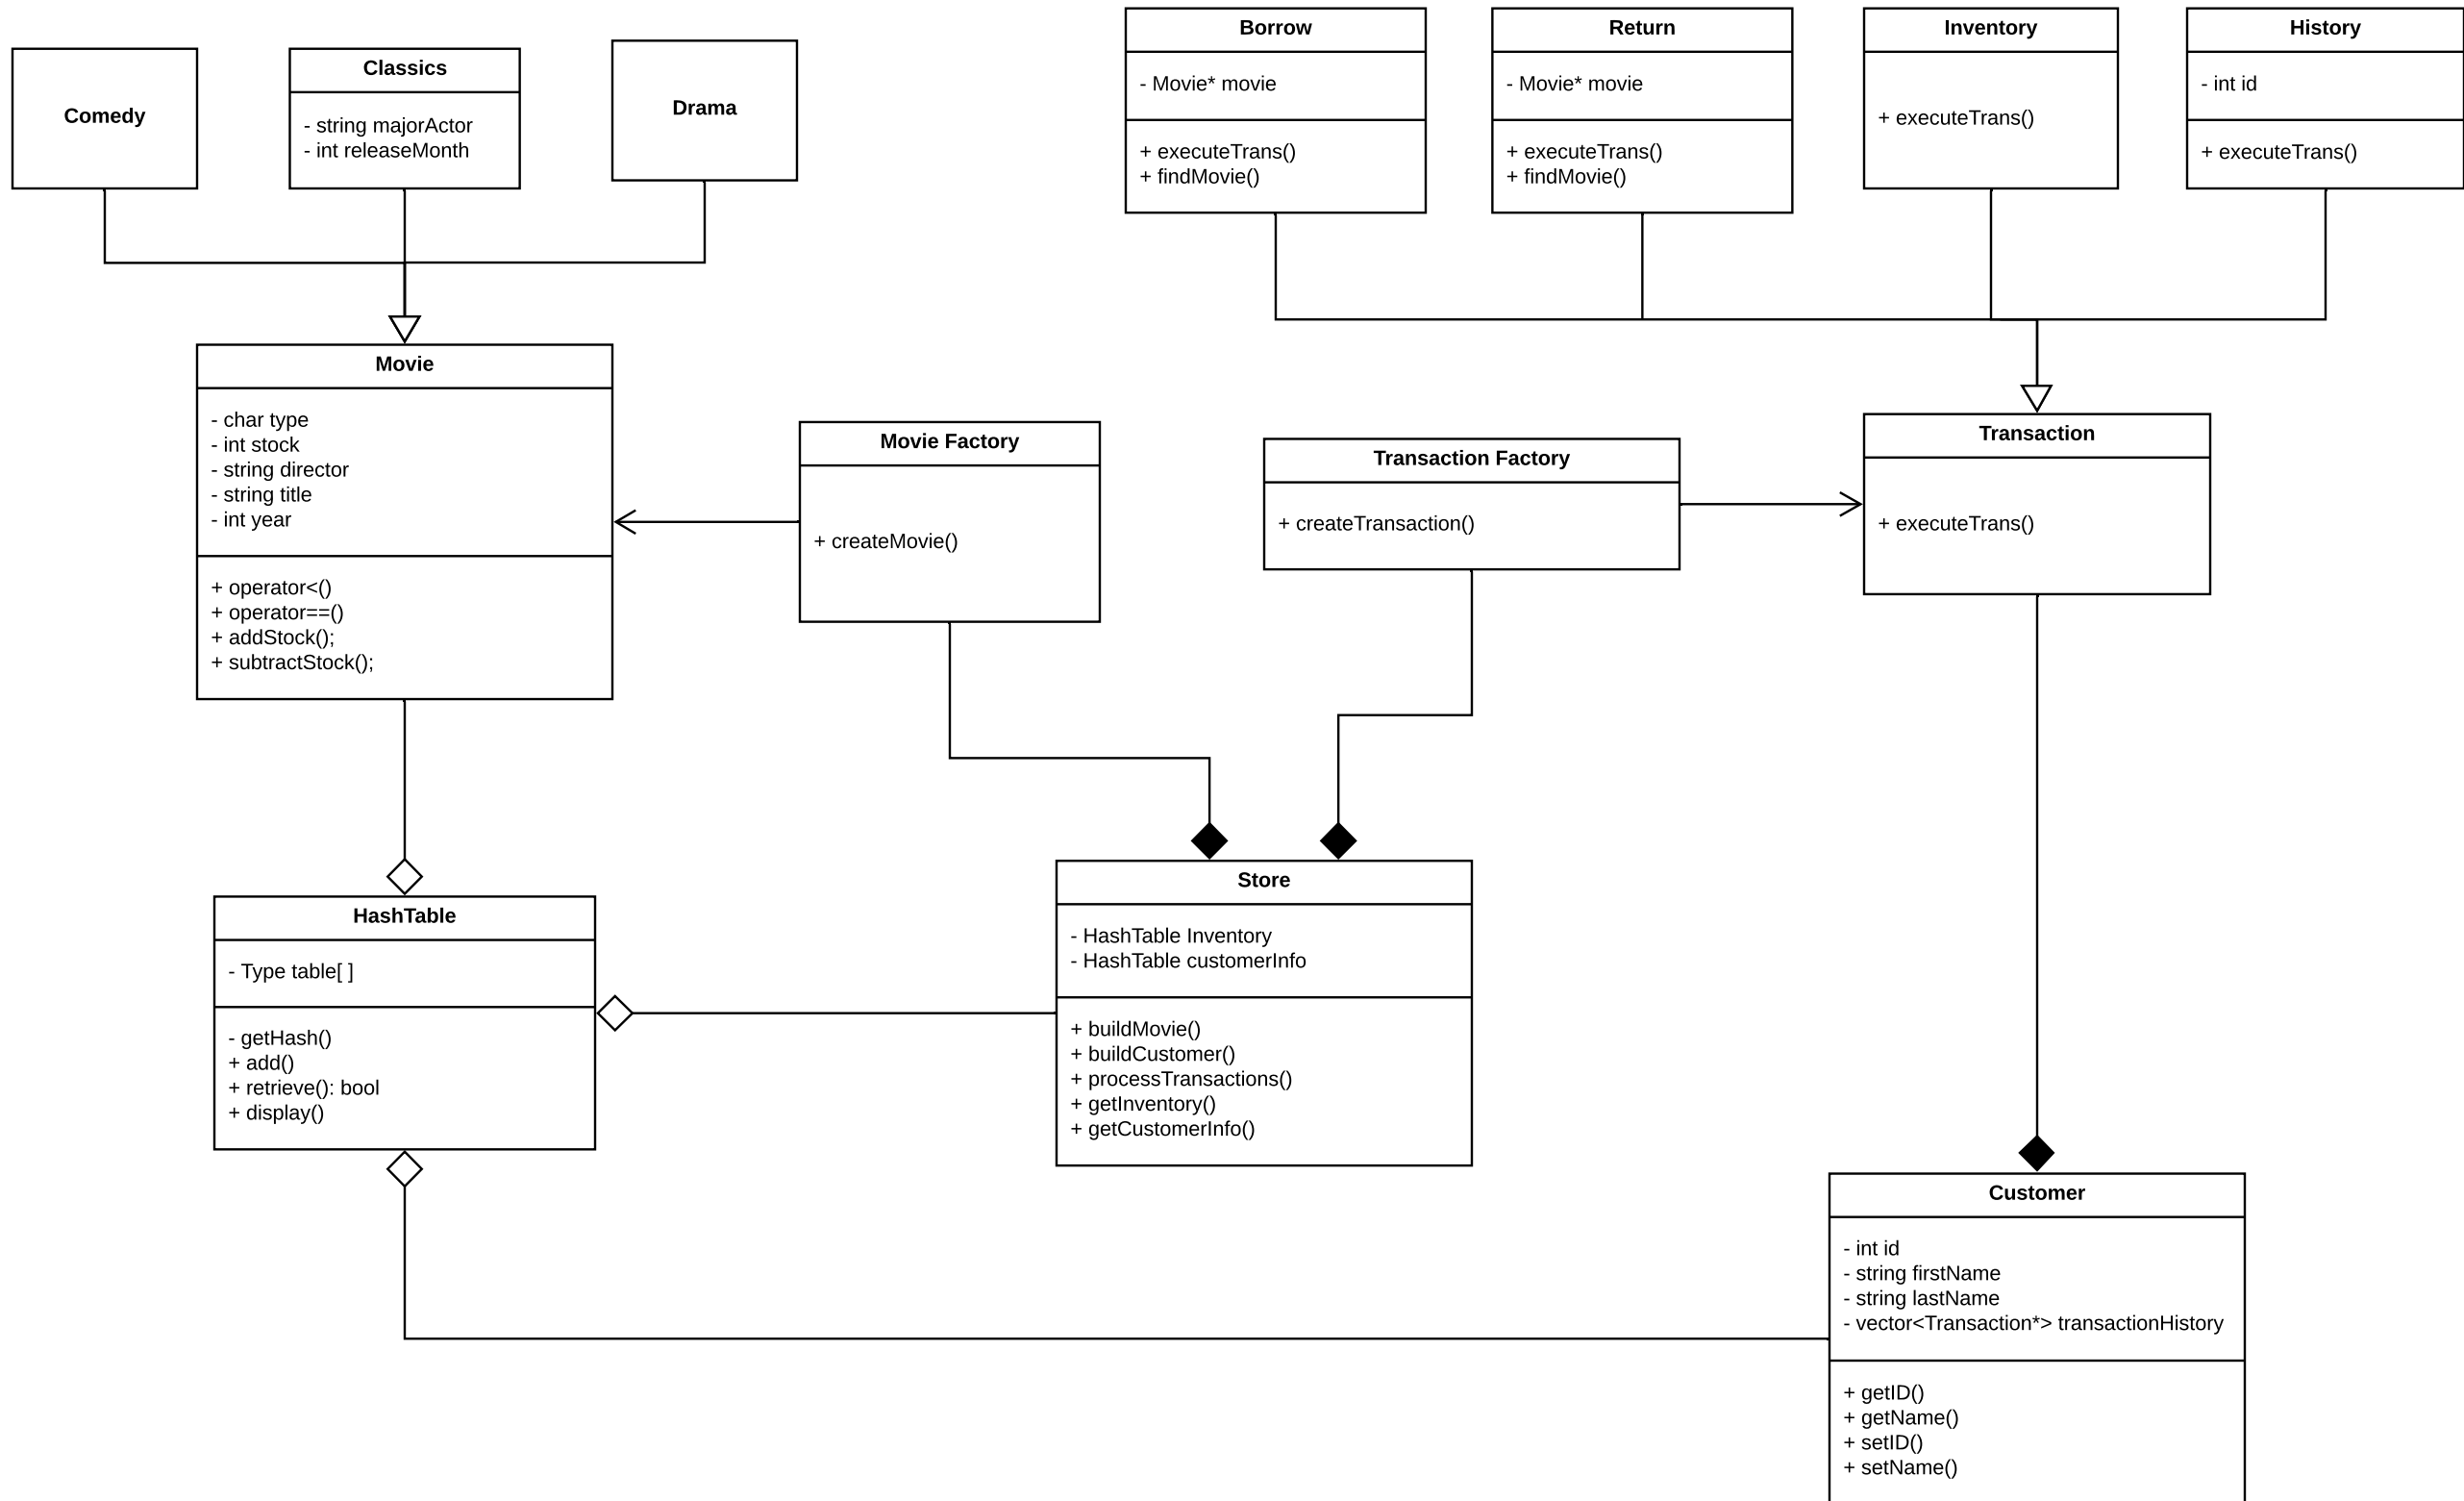 Comedy
Classics
- string majorActor
- int releaseMonth
Drama
Borrow
- Movie* movie
+ executeTrans()
+ findMovie()
Return
- Movie* movie
+ executeTrans()
+ findMovie()
Inventory
+ executeTrans()
History
- int id
+ executeTrans()
Movie
- char type
- int stock
- string director
- string title
- int year
+ operator<()
+ operator==()
+ addStock();
+ subtractStock();
Movie Factory
+ createMovie()
Transaction Factory
+ createTransaction()
Transaction
+ executeTrans()
HashTable
- Type table[ ]
- getHash()
+ add()
+ retrieve(): bool
+ display()
Store
- HashTable Inventory
- HashTable customerInfo
+ buildMovie()
+ buildCustomer()
+ processTransactions()
+ getInventory()
+ getCustomerInfo()
Customer
- int id
- string firstName
- string lastName
- vector<Transaction*> transactionHistory
+ getID()
+ getName()
+ setID()
+ setName()